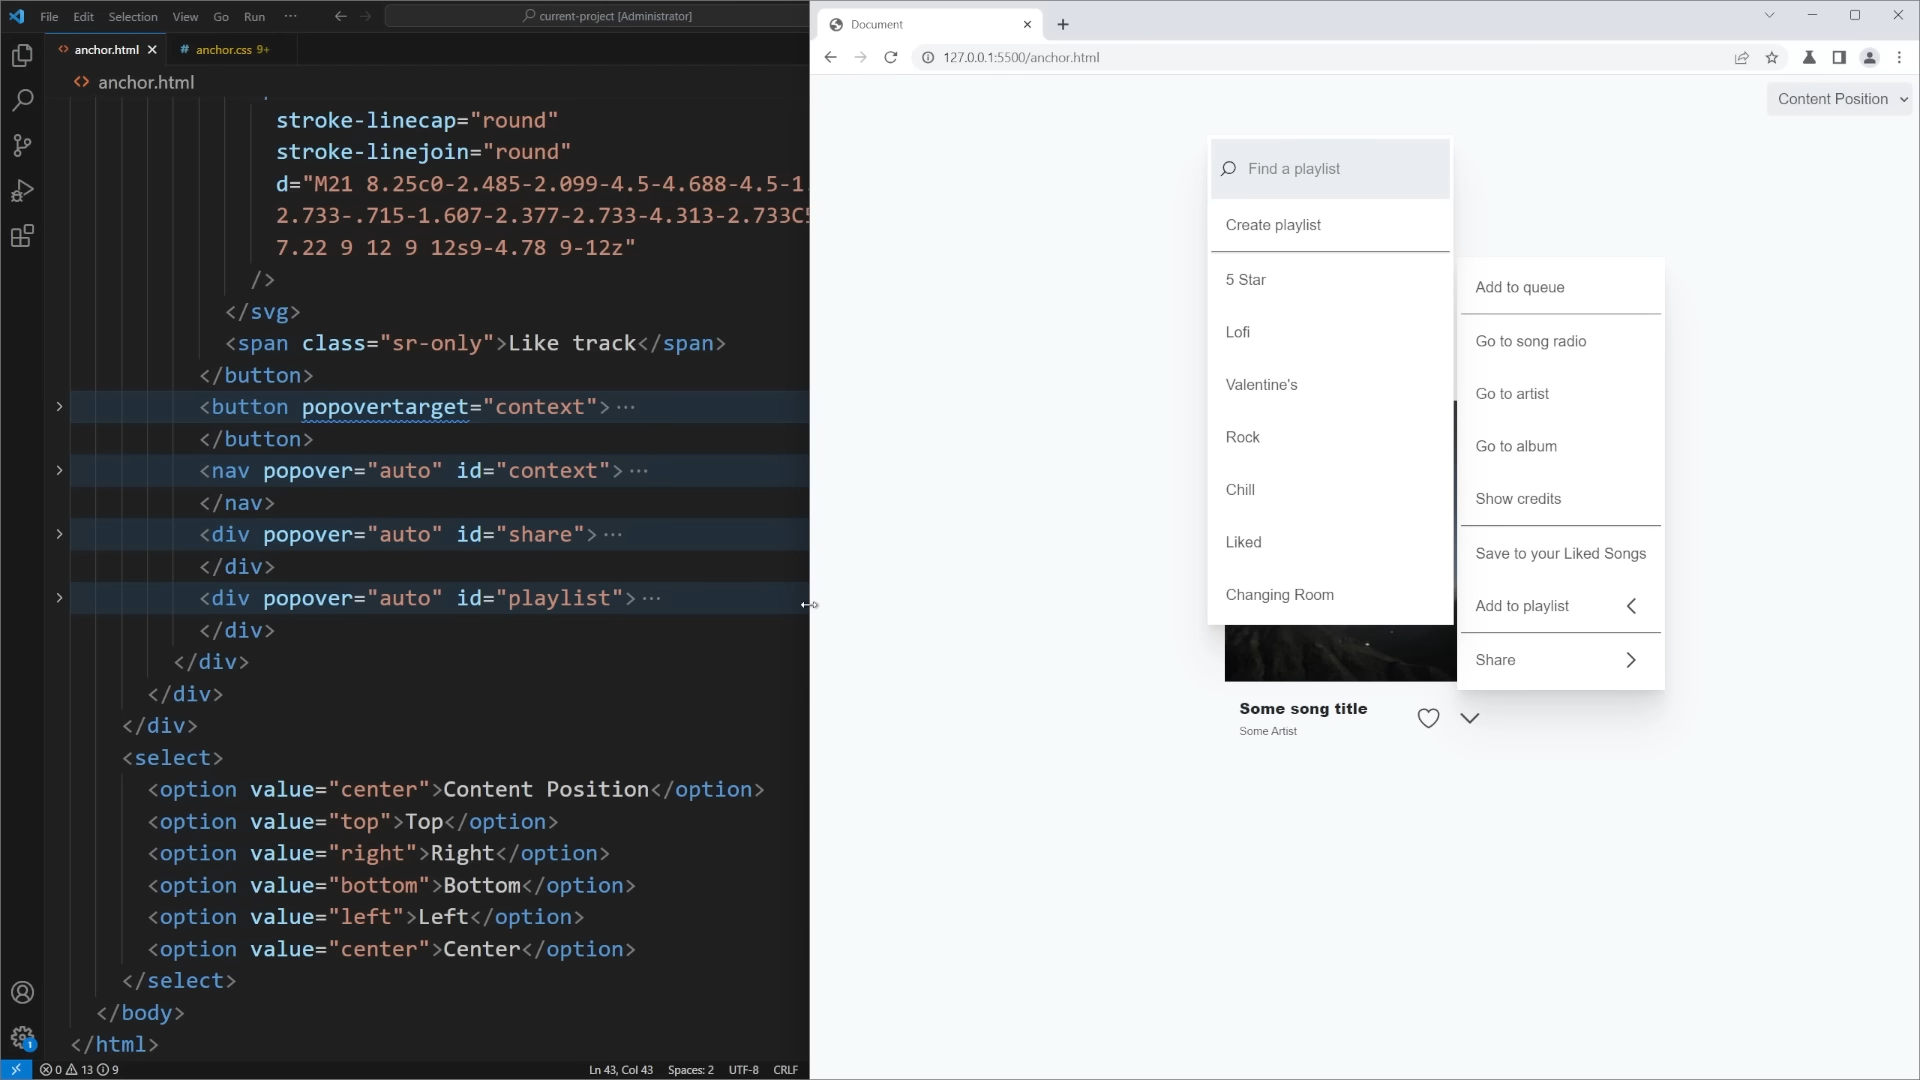 File Edit Selection View Go Run ···
current-project [Administrator]
anchor.html
# anchor.css 9+
<> anchor.html
stroke-linecap="round"
stroke-linejoin="round"
d="M21 8.25c0-2.485-2.099-4.5-4.688-4.5-1.
2.733-.715-1.607-2.377-2.733-4.313-2.733C
7.22 9 12 9 12s9-4.78 9-12z"
/>
</svg>
<span class="sr-only">Like track</span>
</button>
<button popovertarget="context">···
</button>
<nav popover="auto" id="context">···
</nav>
<div popover="auto" id="share">···
</div>
<div popover="auto" id="playlist">···
</div>
</div>
</div>
</div>
<select>
<option value="center">Content Position</option>
<option value="top">Top</option>
<option value="right">Right</option>
<option value="bottom">Bottom</option>
<option value="left">Left</option>
<option value="center">Center</option>
</select>
</body>
</html>
1
0 13 9
Ln 43, Col 43 Spaces: 2 UTF-8 CRLF
Document
127.0.0.1:5500/anchor.html
Content Position
Find a playlist
Create playlist
5 Star
Lofi
Valentine's
Rock
Chill
Liked
Changing Room
Add to queue
Go to song radio
Go to artist
Go to album
Show credits
Save to your Liked Songs
Add to playlist
Share
Some song title
Some Artist